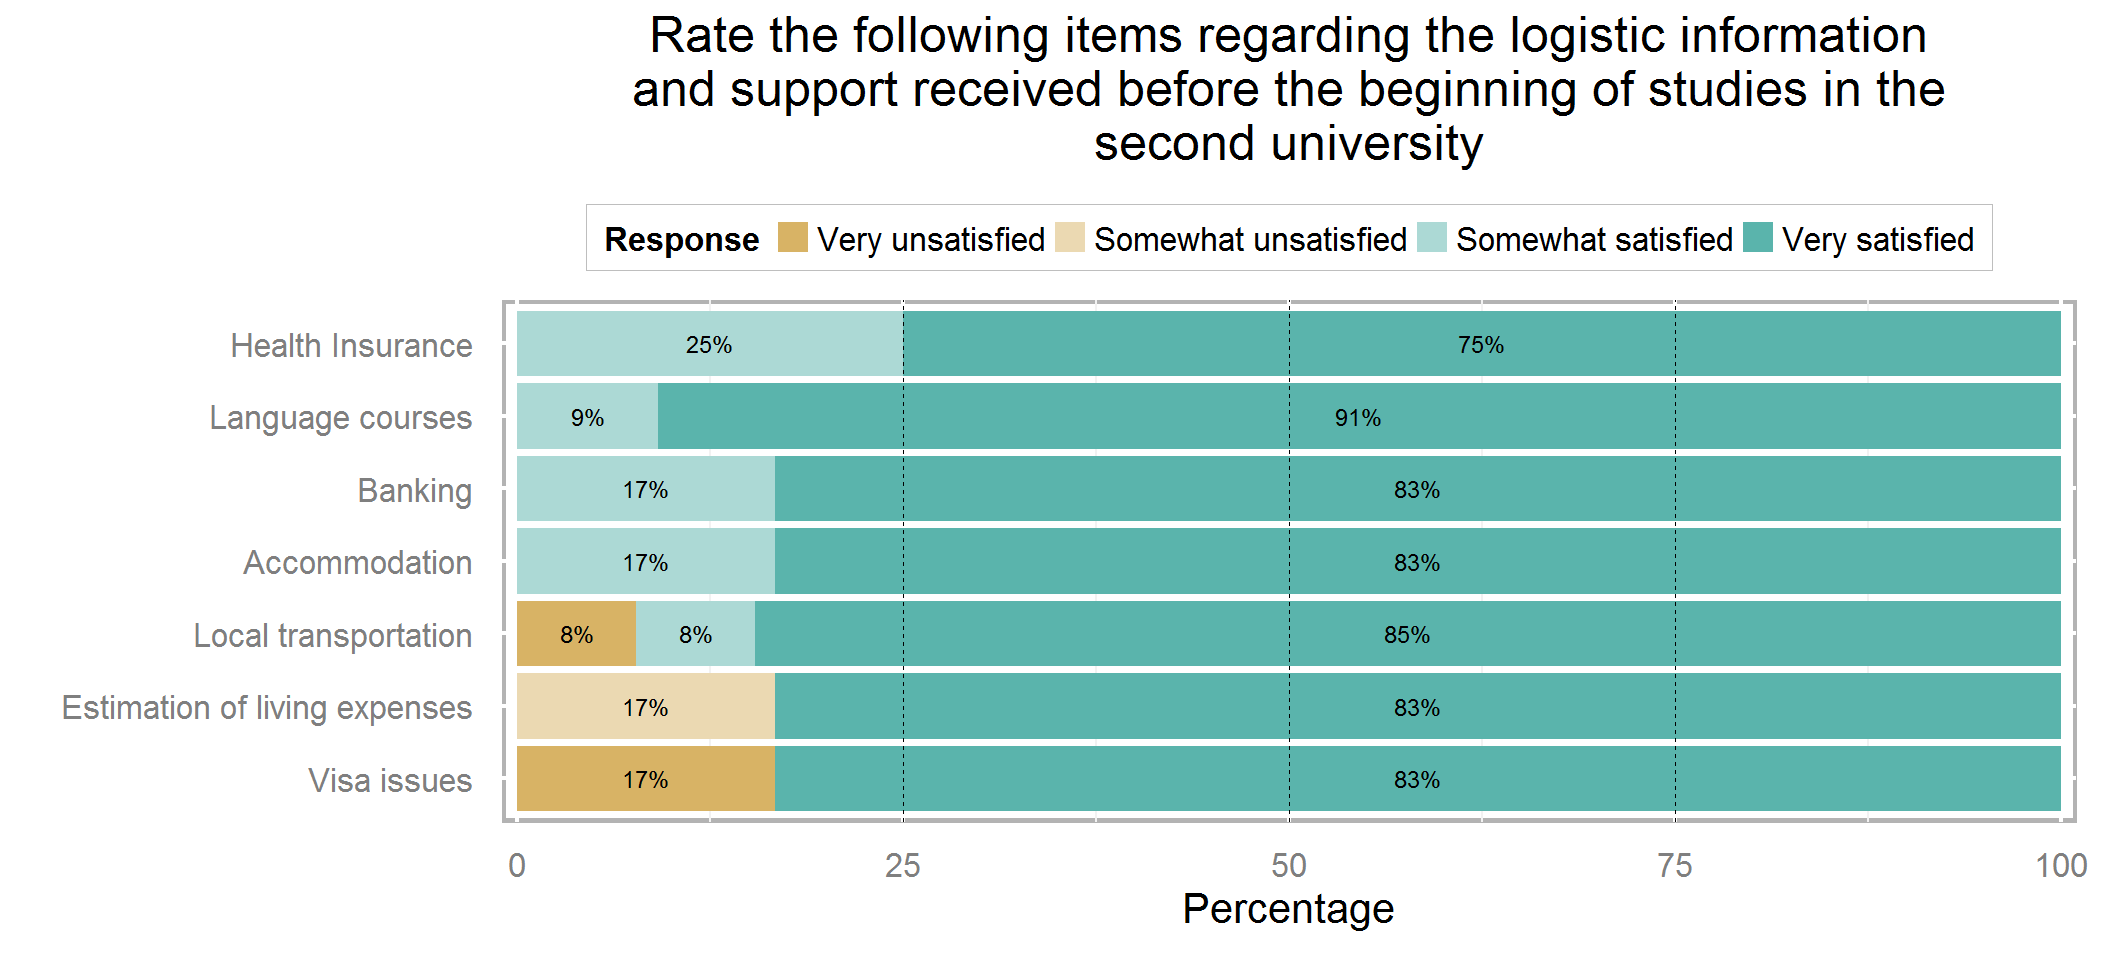 Rate the following items regarding the logistic information
and support received before the beginning of studies in the
second university
Response Very unsatisfied Somewhat unsatisfied Somewhat satisfied Very satisfied
Health Insurance 25% 75%
Language courses 9% 91%
Banking 17% 83%
Accommodation 17% 83%
Local transportation 8% 8% 85%
Estimation of living expenses 17% 83%
Visa issues 17% 83%
0 25 50 75 100
Percentage